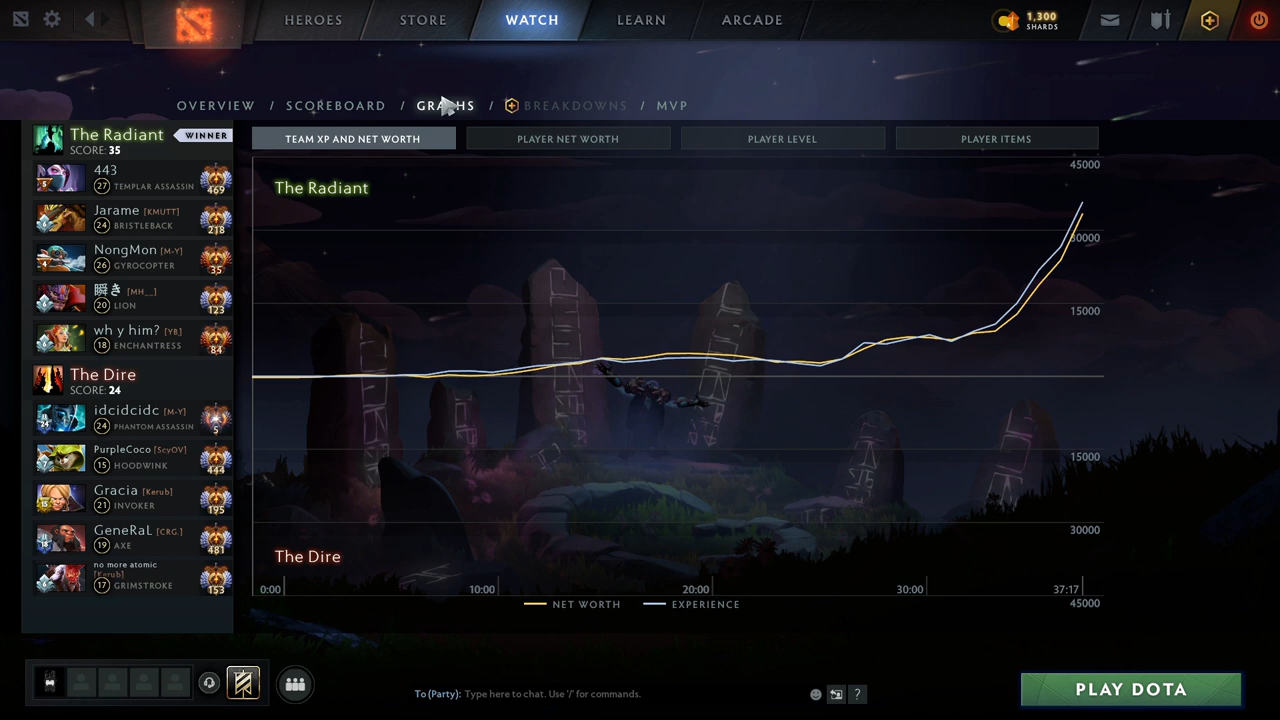 HEROES STORE WATCH LEARN ARCADE 1,300 SHARDS
OVERVIEW / SCOREBOARD / GRAPHS / BREAKDOWNS / MVP
The Radiant WINNER
SCORE: 35
443
27 TEMPLAR ASSASSIN 469
Jarame [KMUTT]
24 BRISTLEBACK 218
NongMon [M-Y]
26 GYROCOPTER 35
瞬き [MH__]
20 LION 123
wh y him? [YB]
18 ENCHANTRESS 84
The Dire
SCORE: 24
idcidcidc [M-Y]
24 PHANTOM ASSASSIN 5
PurpleCoco [ScyOV]
15 HOODWINK 444
Gracia [Kerub]
21 INVOKER 195
GeneRaL [CRG.]
19 AXE 481
no more atomic
[Kerub]
17 GRIMSTROKE 153
TEAM XP AND NET WORTH PLAYER NET WORTH PLAYER LEVEL PLAYER ITEMS
45000
The Radiant
30000
15000
15000
30000
The Dire
0:00 10:00 20:00 30:00 37:17
45000
NET WORTH EXPERIENCE
To (Party): Type here to chat. Use '/' for commands.
?
PLAY DOTA